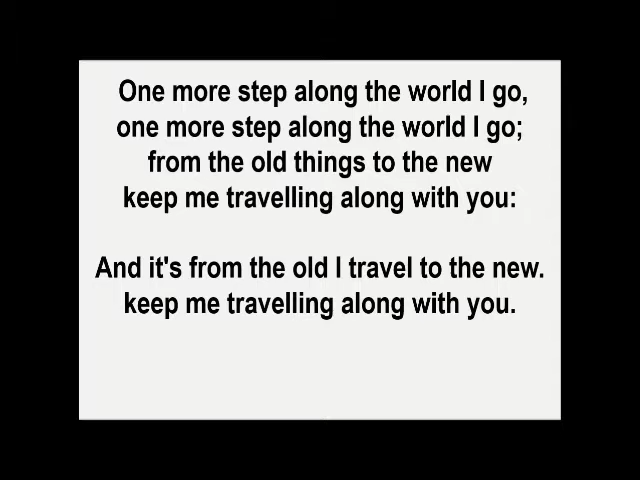 One more step along the world I go,
one more step along the world I go;
from the old things to the new
keep me travelling along with you:
And it's from the old I travel to the new.
keep me travelling along with you.